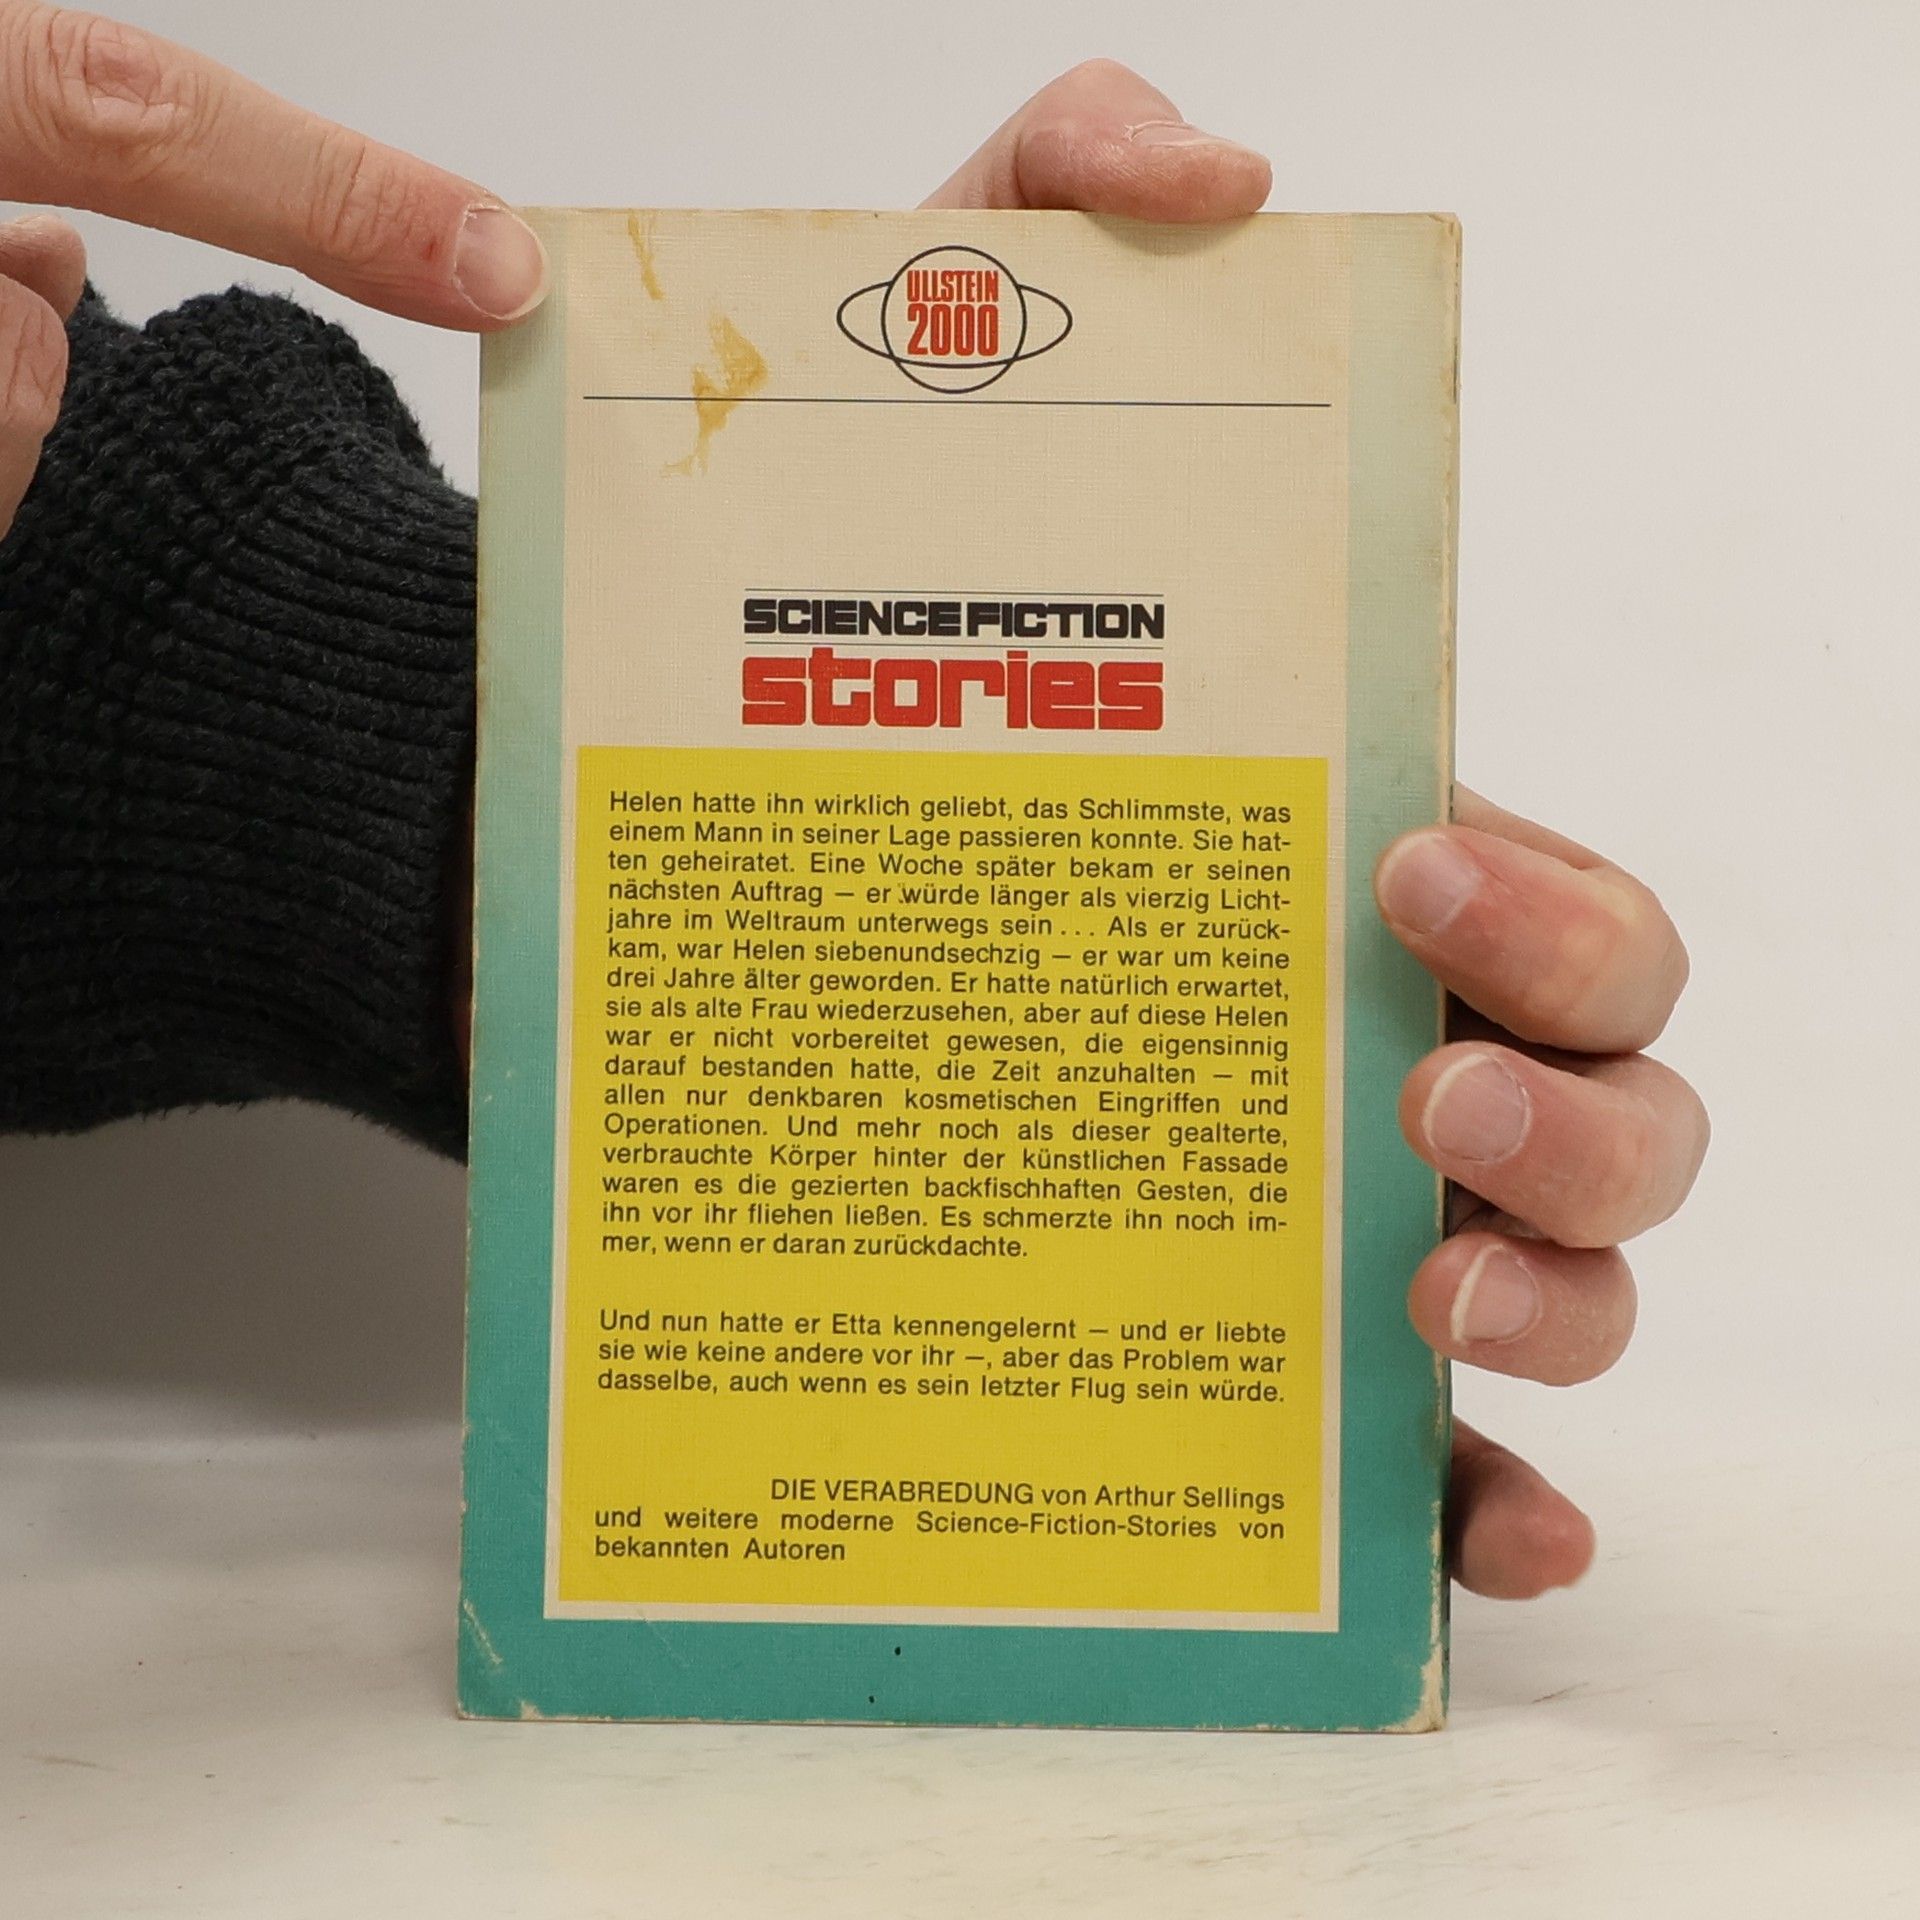 ULLSTEIN
2000
SCIENCE FICTION
stories
Helen hatte ihn wirklich geliebt, das Schlimmste, was
einem Mann in seiner Lage passieren konnte. Sie hat-
ten geheiratet. Eine Woche später bekam er seinen
nächsten Auftrag — er würde länger als vierzig Licht-
jahre im Weltraum unterwegs sein... Als er zurück-
kam, war Helen siebenundsechzig — er war um keine
drei Jahre älter geworden. Er hatte natürlich erwartet,
sie als alte Frau wiederzusehen, aber auf diese Helen
war er nicht vorbereitet gewesen, die eigensinnig
darauf bestanden hatte, die Zeit anzuhalten — mit
allen nur denkbaren kosmetischen Eingriffen und
Operationen. Und mehr noch als dieser gealterte,
verbrauchte Körper hinter der künstlichen Fassade
waren es die gezierten backfischhaften Gesten, die
ihn vor ihr fliehen ließen. Es schmerzte ihn noch im-
mer, wenn er daran zurückdachte.
Und nun hatte er Etta kennengelernt — und er liebte
sie wie keine andere vor ihr —, aber das Problem war
dasselbe, auch wenn es sein letzter Flug sein würde.
DIE VERABREDUNG von Arthur Sellings
und weitere moderne Science-Fiction-Stories von
bekannten Autoren